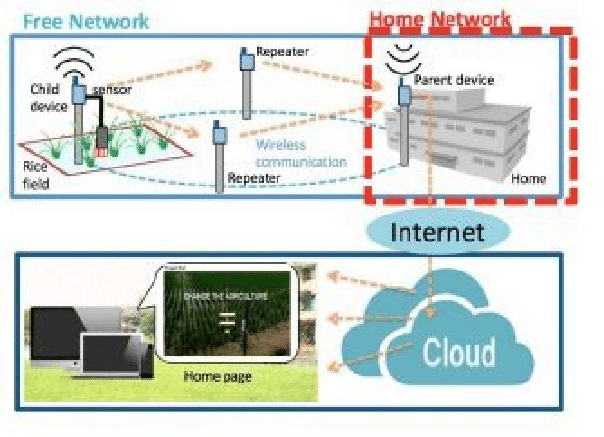 Free Network
Home Network
Repeater
Child
device
sensor
Parent device
Wireless
communication
Rice
field
Repeater
Home
Internet
CHANGE THE AGRICULTURE
Cloud
Home page